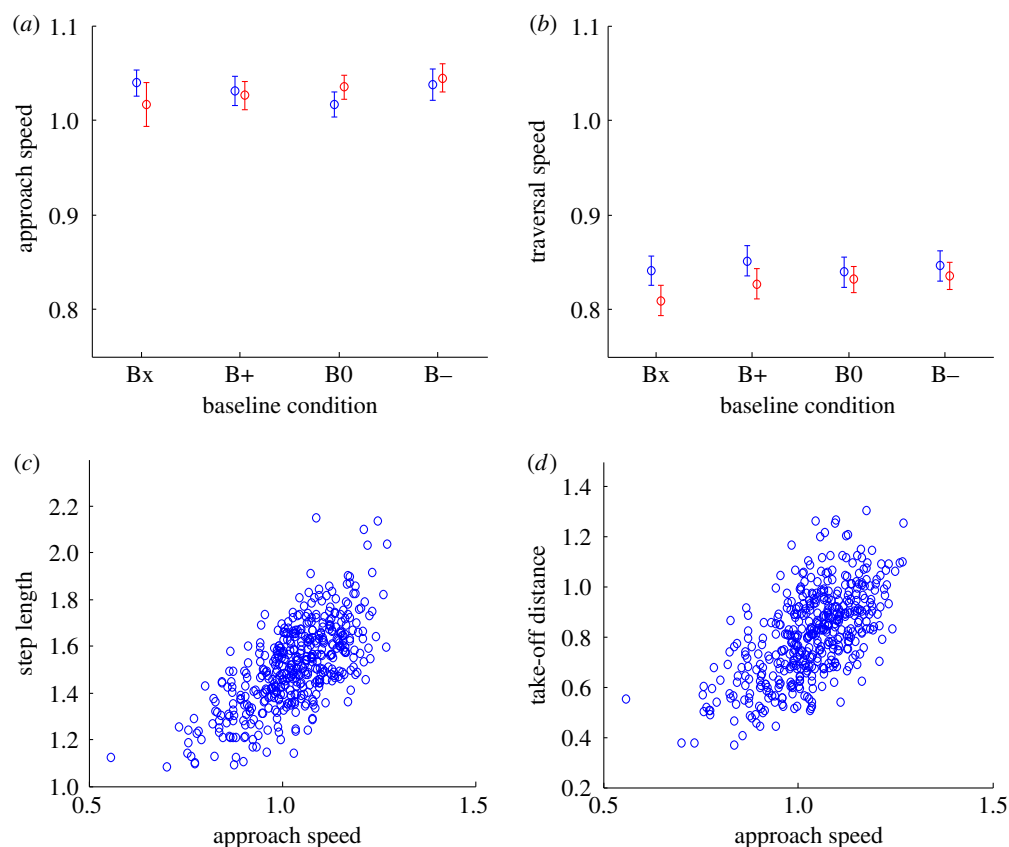 (a)
1.1
1.0
0.9
0.8
approach speed
Bx B+ B0 B–
baseline condition
(b)
1.1
1.0
0.9
0.8
traversal speed
Bx B+ B0 B–
baseline condition
(c)
2.2
2.0
1.8
1.6
1.4
1.2
1.0
step length
0.5 1.0 1.5
approach speed
(d)
1.4
1.2
1.0
0.8
0.6
0.4
0.2
take-off distance
0.5 1.0 1.5
approach speed